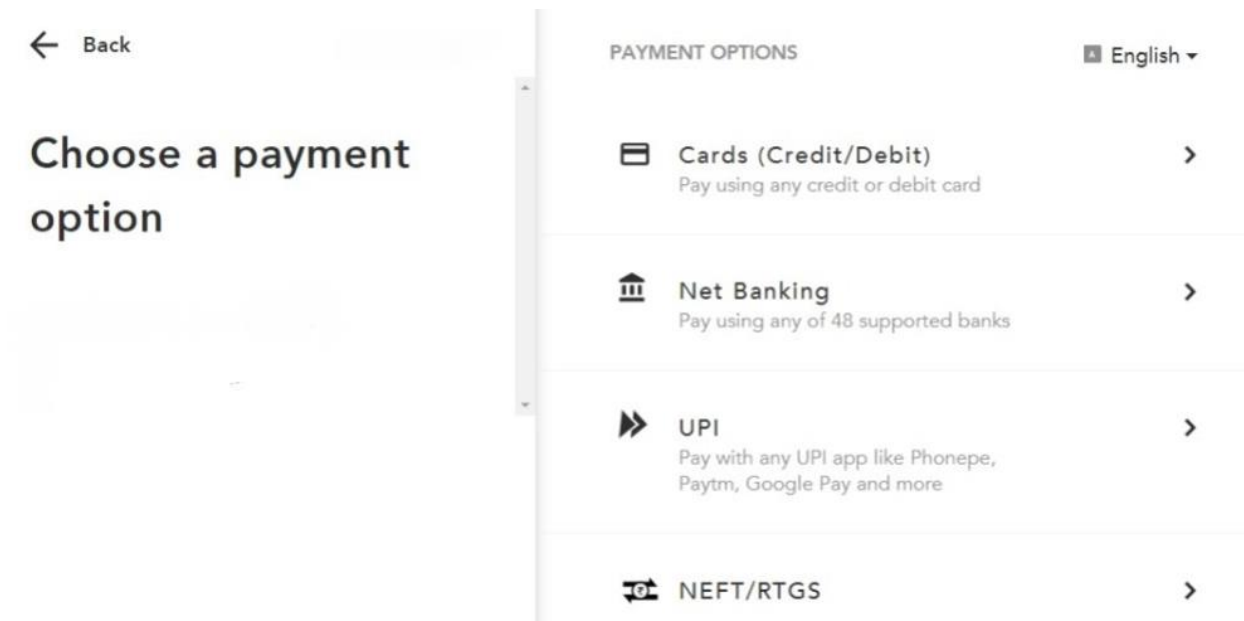 Back
Choose a payment
option
PAYMENT OPTIONS
English
Cards (Credit/Debit)
Pay using any credit or debit card
Net Banking
Pay using any of 48 supported banks
UPI
Pay with any UPI app like Phonepe,
Paytm, Google Pay and more
NEFT/RTGS